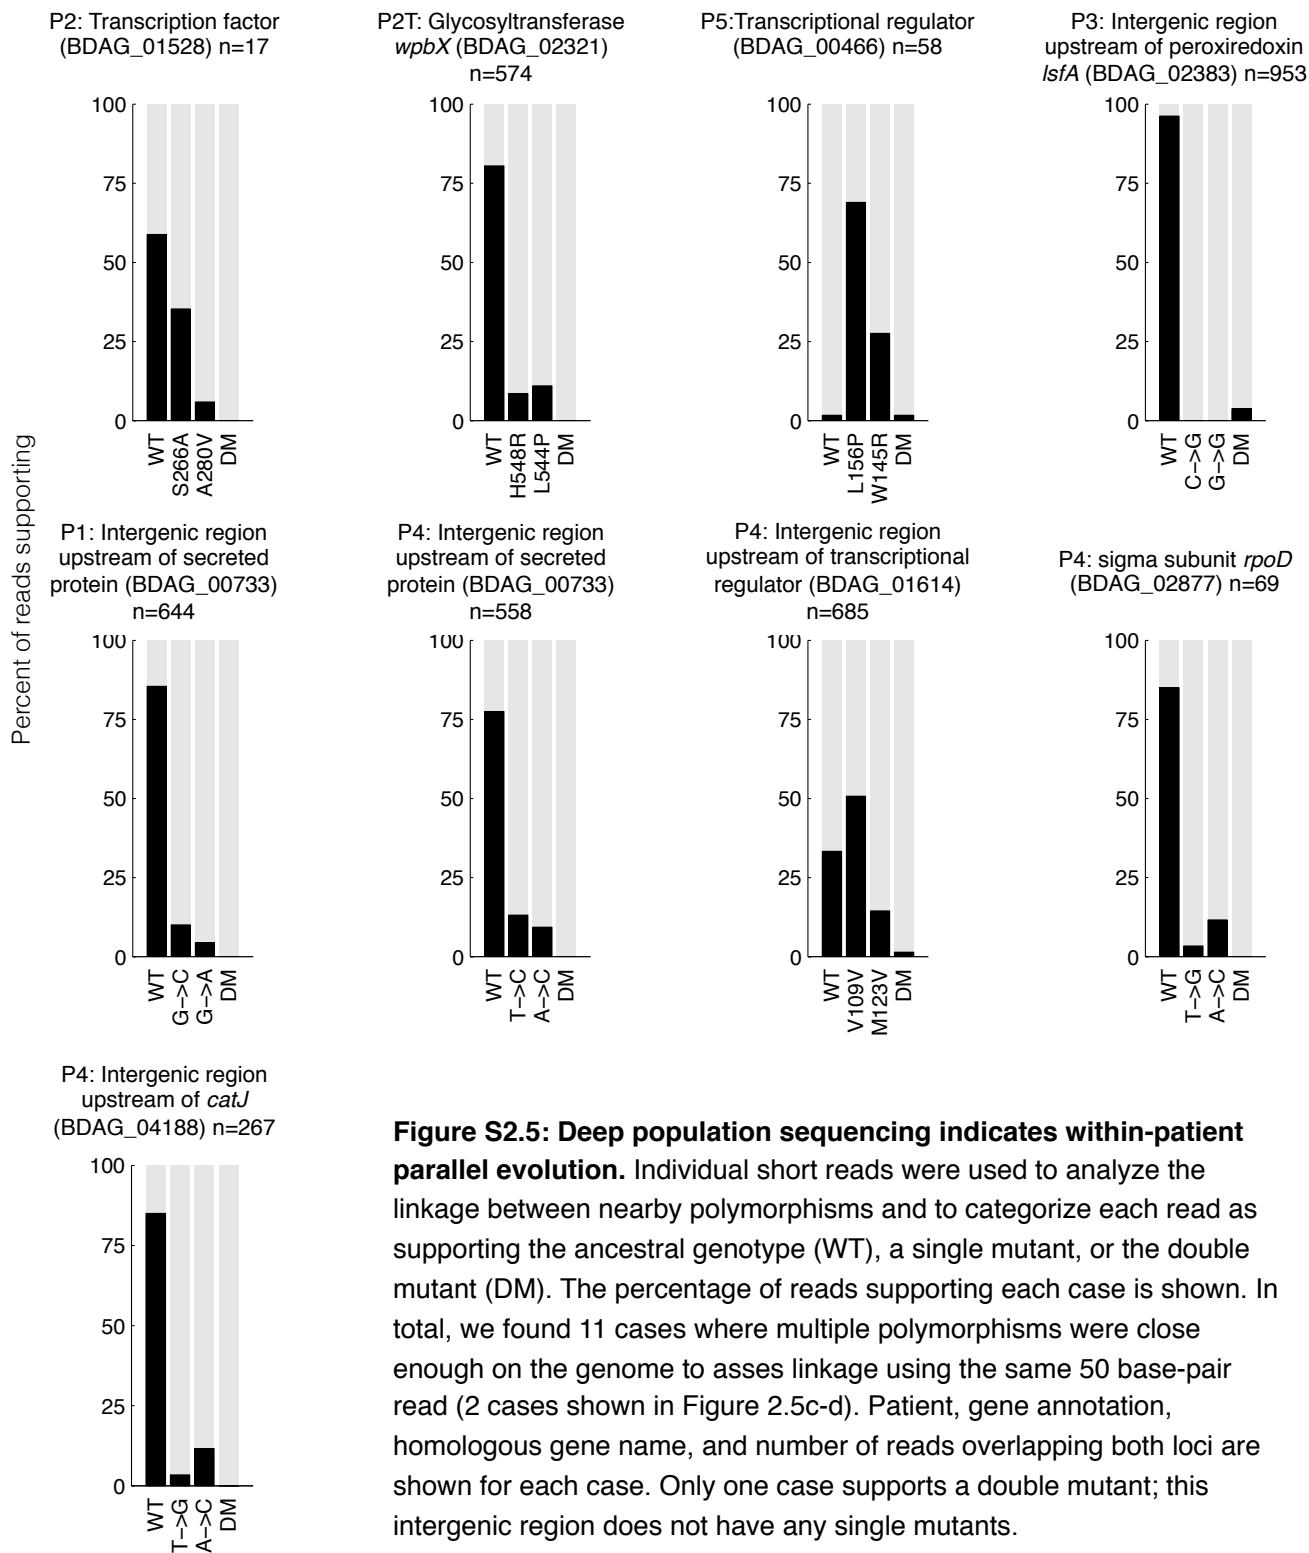 P2: Transcription factor
(BDAG_01528) n=17
P2T: Glycosyltransferase
wpbX (BDAG_02321)
n=574
P5:Transcriptional regulator
(BDAG_00466) n=58
P3: Intergenic region
upstream of peroxiredoxin
lsfA (BDAG_02383) n=953
Percent of reads supporting
100
75
50
25
0
WT
S266A
A280V
DM
100
75
50
25
0
WT
H548R
L544P
DM
100
75
50
25
0
WT
L156P
W145R
DM
100
75
50
25
0
WT
C−>G
G−>G
DM
P1: Intergenic region
upstream of secreted
protein (BDAG_00733)
n=644
P4: Intergenic region
upstream of secreted
protein (BDAG_00733)
n=558
P4: Intergenic region
upstream of transcriptional
regulator (BDAG_01614)
n=685
P4: sigma subunit rpoD
(BDAG_02877) n=69
100
75
50
25
0
WT
G−>C
G−>A
DM
100
75
50
25
0
WT
T−>C
A−>C
DM
100
75
50
25
0
WT
V109V
M123V
DM
100
75
50
25
0
WT
T−>G
A−>C
DM
P4: Intergenic region
upstream of catJ
(BDAG_04188) n=267
100
75
50
25
0
WT
T−>G
A−>C
DM
Figure S2.5: Deep population sequencing indicates within-patient
parallel evolution. Individual short reads were used to analyze the
linkage between nearby polymorphisms and to categorize each read as
supporting the ancestral genotype (WT), a single mutant, or the double
mutant (DM). The percentage of reads supporting each case is shown. In
total, we found 11 cases where multiple polymorphisms were close
enough on the genome to asses linkage using the same 50 base-pair
read (2 cases shown in Figure 2.5c-d). Patient, gene annotation,
homologous gene name, and number of reads overlapping both loci are
shown for each case. Only one case supports a double mutant; this
intergenic region does not have any single mutants.